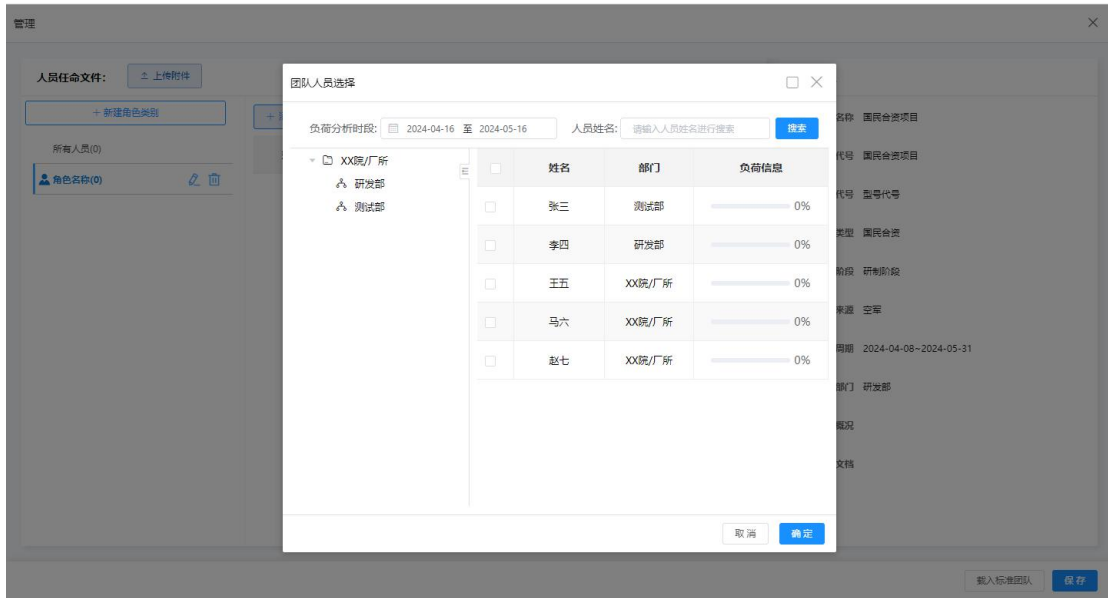 管理
人员任命文件：
上传附件
+ 新建角色类别
所有人员(0)
角色名称(0)
团队人员选择
负荷分析时段: 2024-04-16 至 2024-05-16 人员姓名: 请输入人员姓名进行搜索 搜索
XX院/厂所
研发部
测试部
姓名 部门 负荷信息
张三 测试部 0%
李四 研发部 0%
王五 XX院/厂所 0%
马六 XX院/厂所 0%
赵七 XX院/厂所 0%
取消 确定
名称 国民合资项目
代号 国民合资项目
代号 型号代号
类型 国民合资
阶段 研制阶段
来源 空军
周期 2024-04-08~2024-05-31
部门 研发部
概况
文档
载入标准团队 保存